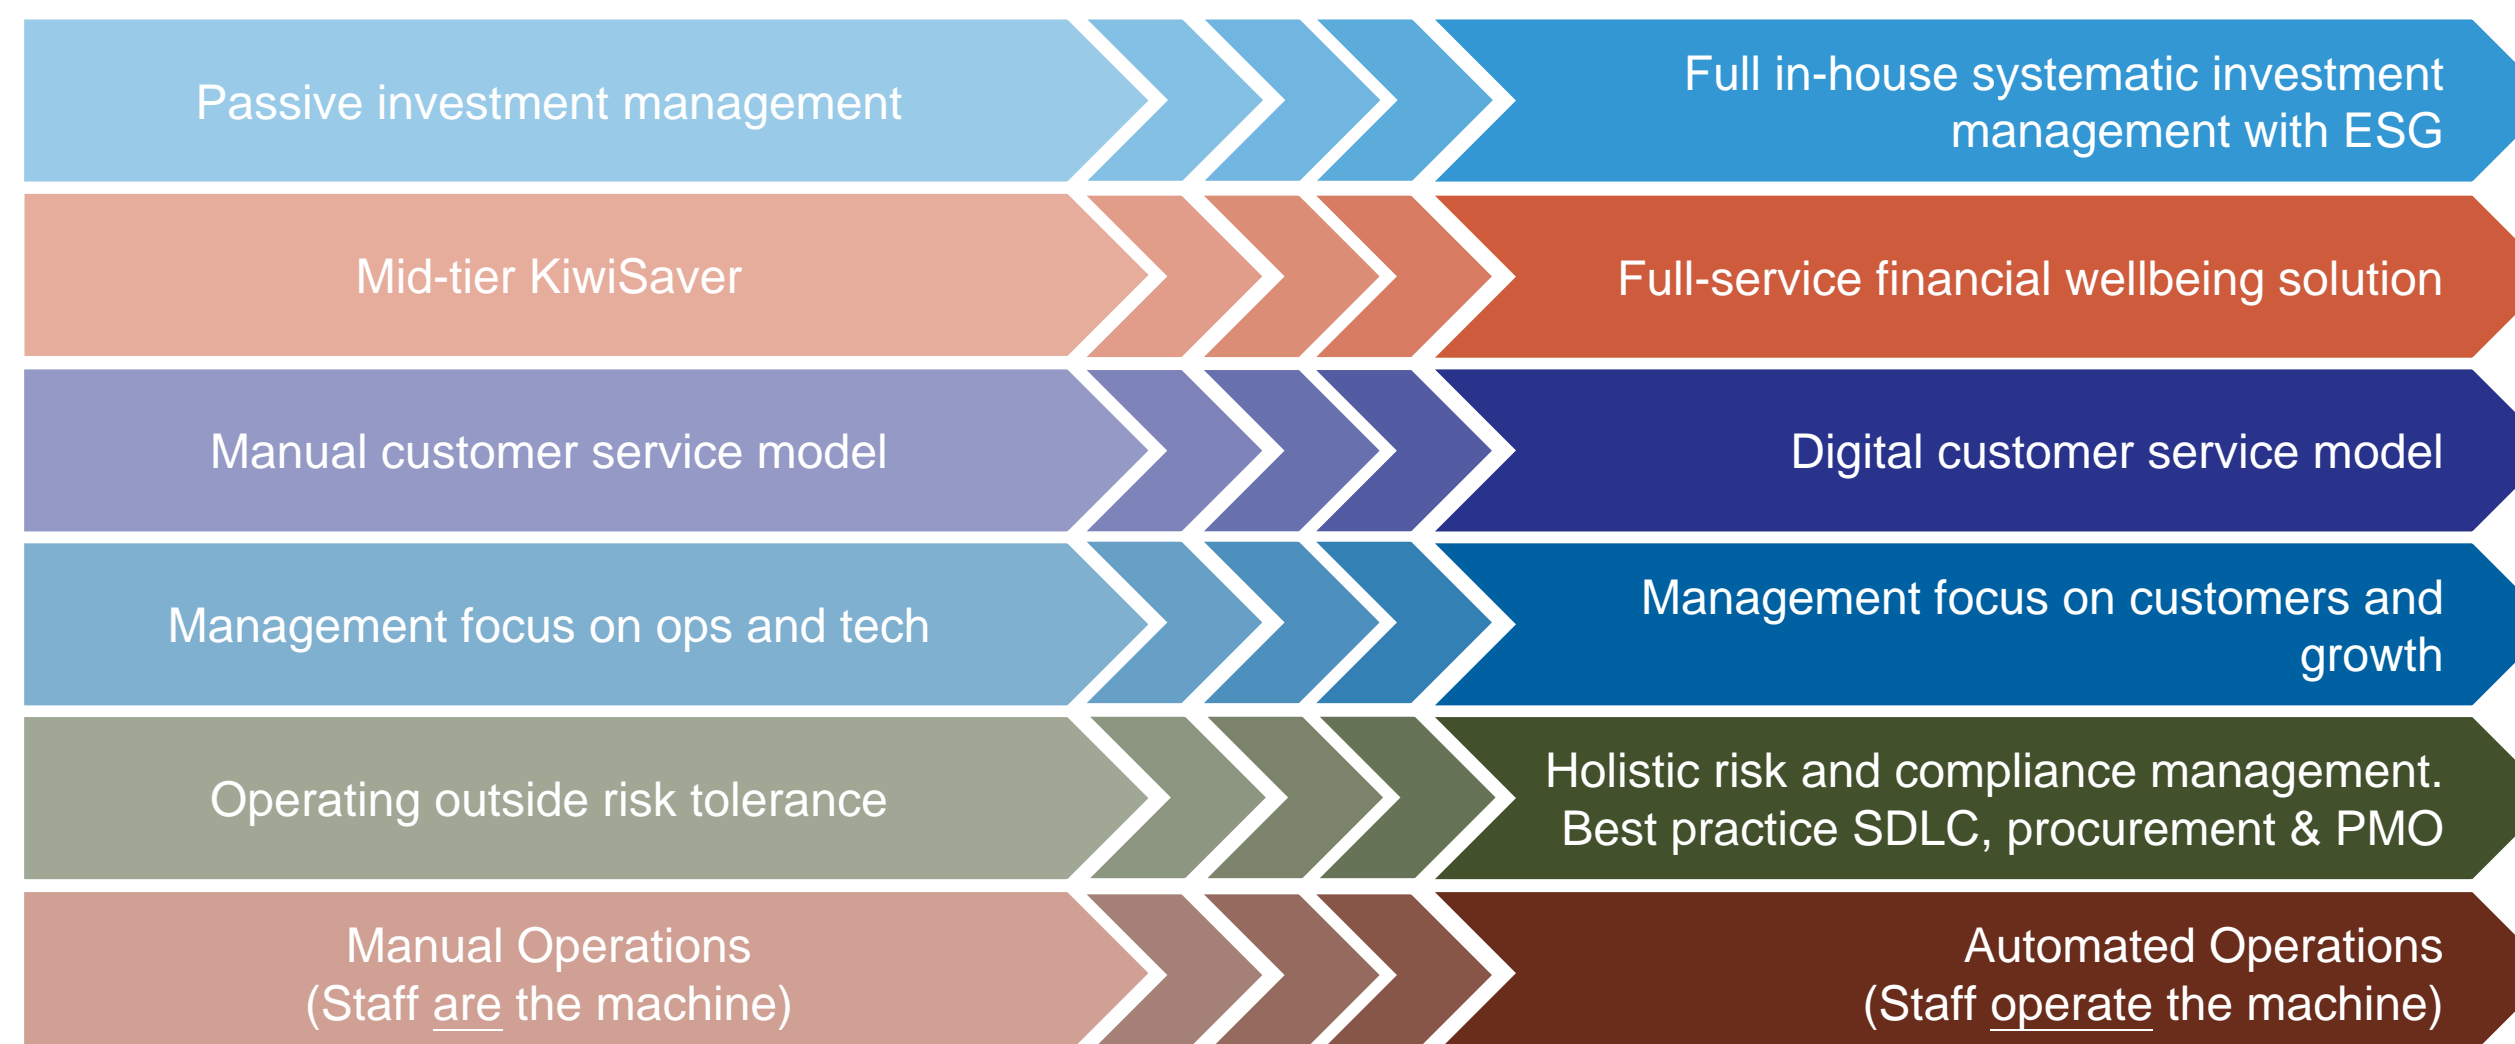 Passive investment management
Full in-house systematic investment
management with ESG
Mid-tier KiwiSaver
Full-service financial wellbeing solution
Manual customer service model
Digital customer service model
Management focus on ops and tech
Management focus on customers and
growth
Operating outside risk tolerance
Holistic risk and compliance management.
Best practice SDLC, procurement & PMO
Manual Operations
(Staff are the machine)
Automated Operations
(Staff operate the machine)